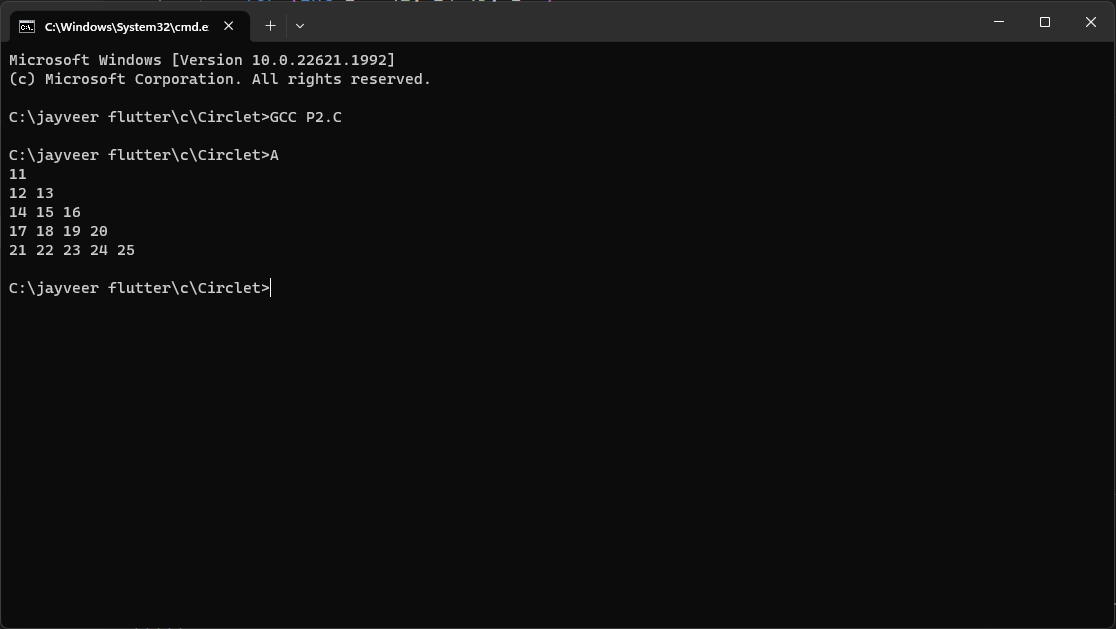 C:\Windows\System32\cmd.e
Microsoft Windows [Version 10.0.22621.1992]
(c) Microsoft Corporation. All rights reserved.
C:\jayveer flutter\c\Circlet>GCC P2.C
C:\jayveer flutter\c\Circlet>A
11
12 13
14 15 16
17 18 19 20
21 22 23 24 25
C:\jayveer flutter\c\Circlet>